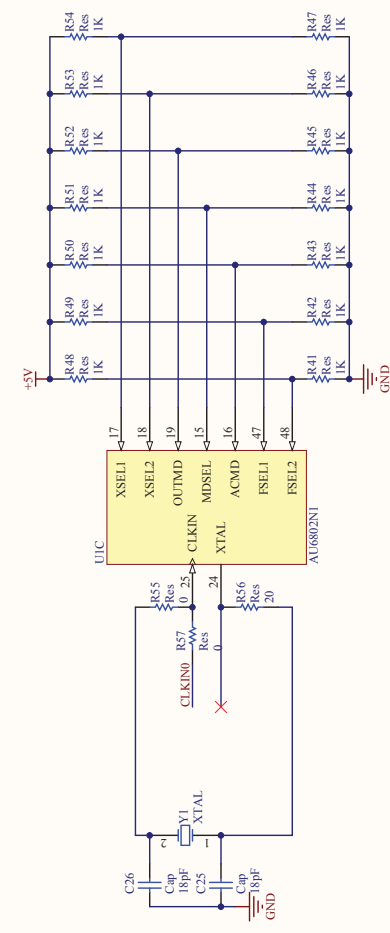 R54
Res
1K
R47
Res
1K
R53
Res
1K
R46
Res
1K
R52
Res
1K
R45
Res
1K
R51
Res
1K
R44
Res
1K
R50
Res
1K
R43
Res
1K
R49
Res
1K
R42
Res
1K
+5V
R48
Res
1K
R41
Res
1K
GND
17
18
19
15
16
47
48
U1C
XSEL1
XSEL2
OUTMD
MDSEL
ACMD
FSEL1
FSEL2
CLKIN
XTAL
AU6802N1
25
24
R55
Res
0
R56
Res
20
R57
Res
0
CLKIN0
Y1
XTAL
2
1
C26
Cap
18pF
C25
Cap
18pF
GND